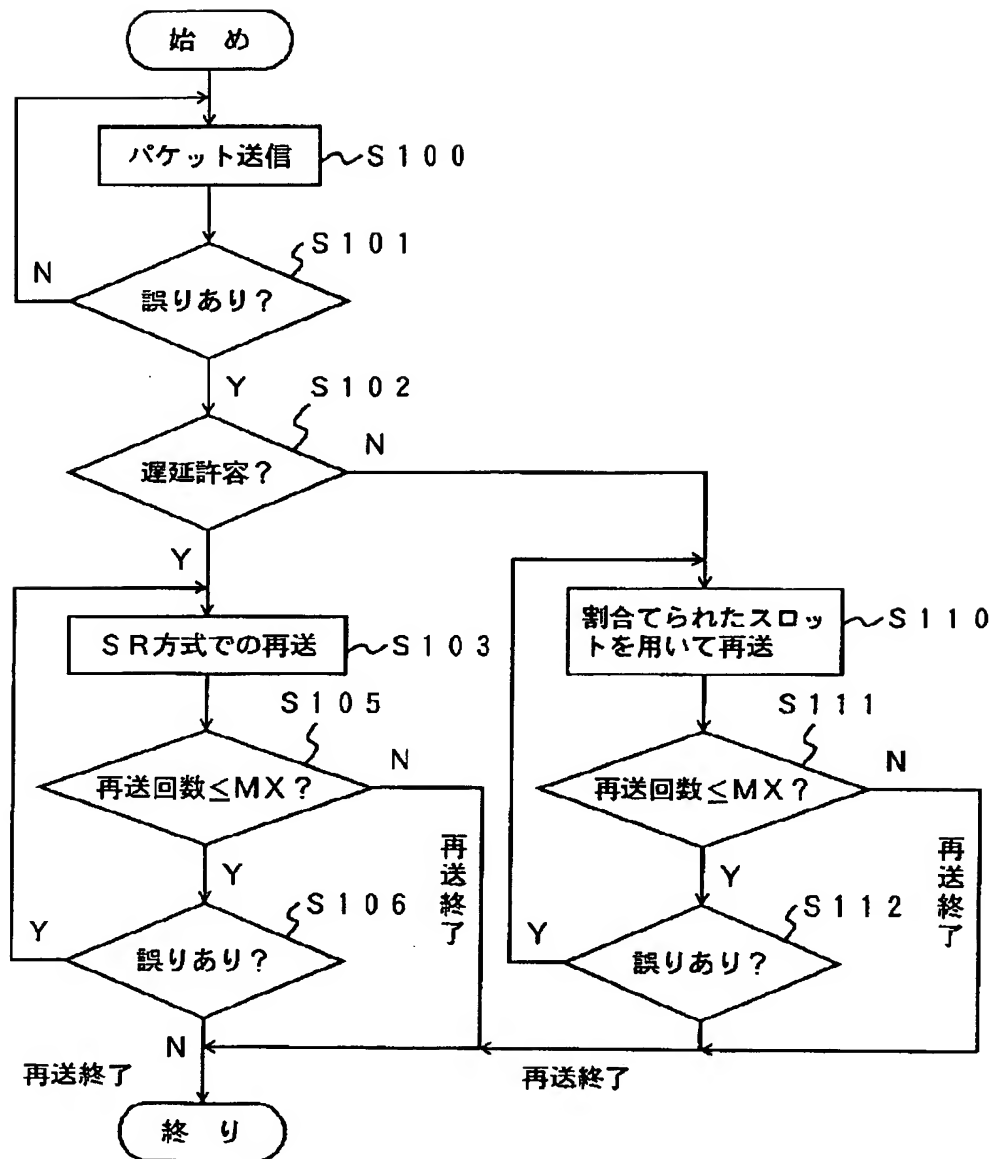 始 め
パケット送信
S100
S101
N
誤りあり?
Y
S102
N
遅延許容?
Y
SR方式での再送
S103
割合てられたスロッ
トを用いて再送
S110
S105
再送回数≤MX?
N
S111
再送回数≤MX?
N
再送終了
Y
再送終了
Y
S106
Y
誤りあり?
S112
Y
誤りあり?
N
再送終了
再送終了
終 り